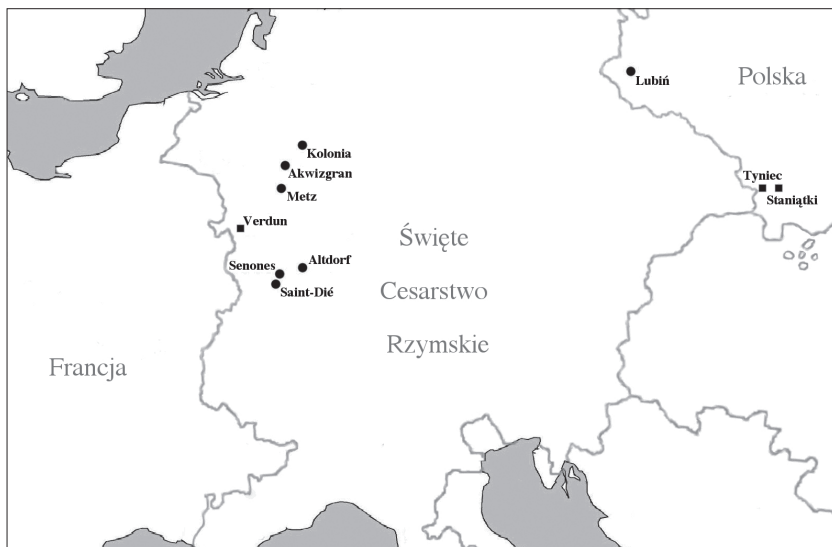 Lubiń
Polska
Kolonia
Akwizgran
Tyniec
Metz
Staniątki
Verdun
Święte
Altdorf
Senones
Saint-Dié
Cesarstwo
Rzymskie
Francja